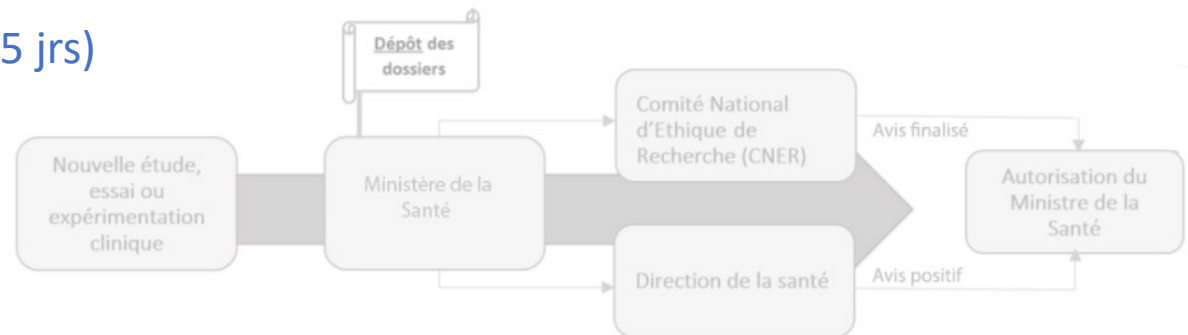 5 jrs)
Dépôt des
dossiers
Nouvelle étude,
essai ou
expérimentation
clinique
Ministère de la
Santé
Comité National
d'Ethique de
Recherche (CNER)
Direction de la santé
Avis finalisé
Avis positif
Autorisation du
Ministre de la
Santé